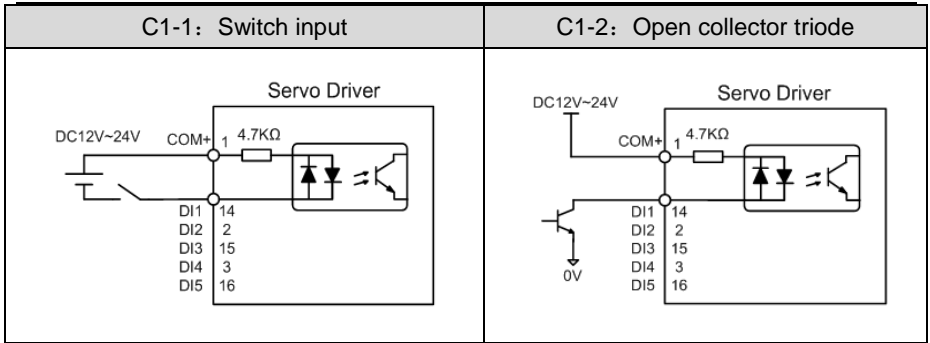 C1-1：Switch input
C1-2：Open collector triode
Servo Driver
DC12V~24V
COM+ 1 4.7KΩ
DI1 14
DI2 2
DI3 15
DI4 3
DI5 16
Servo Driver
DC12V~24V
COM+ 1 4.7KΩ
DI1 14
DI2 2
DI3 15
DI4 3
DI5 16
0V